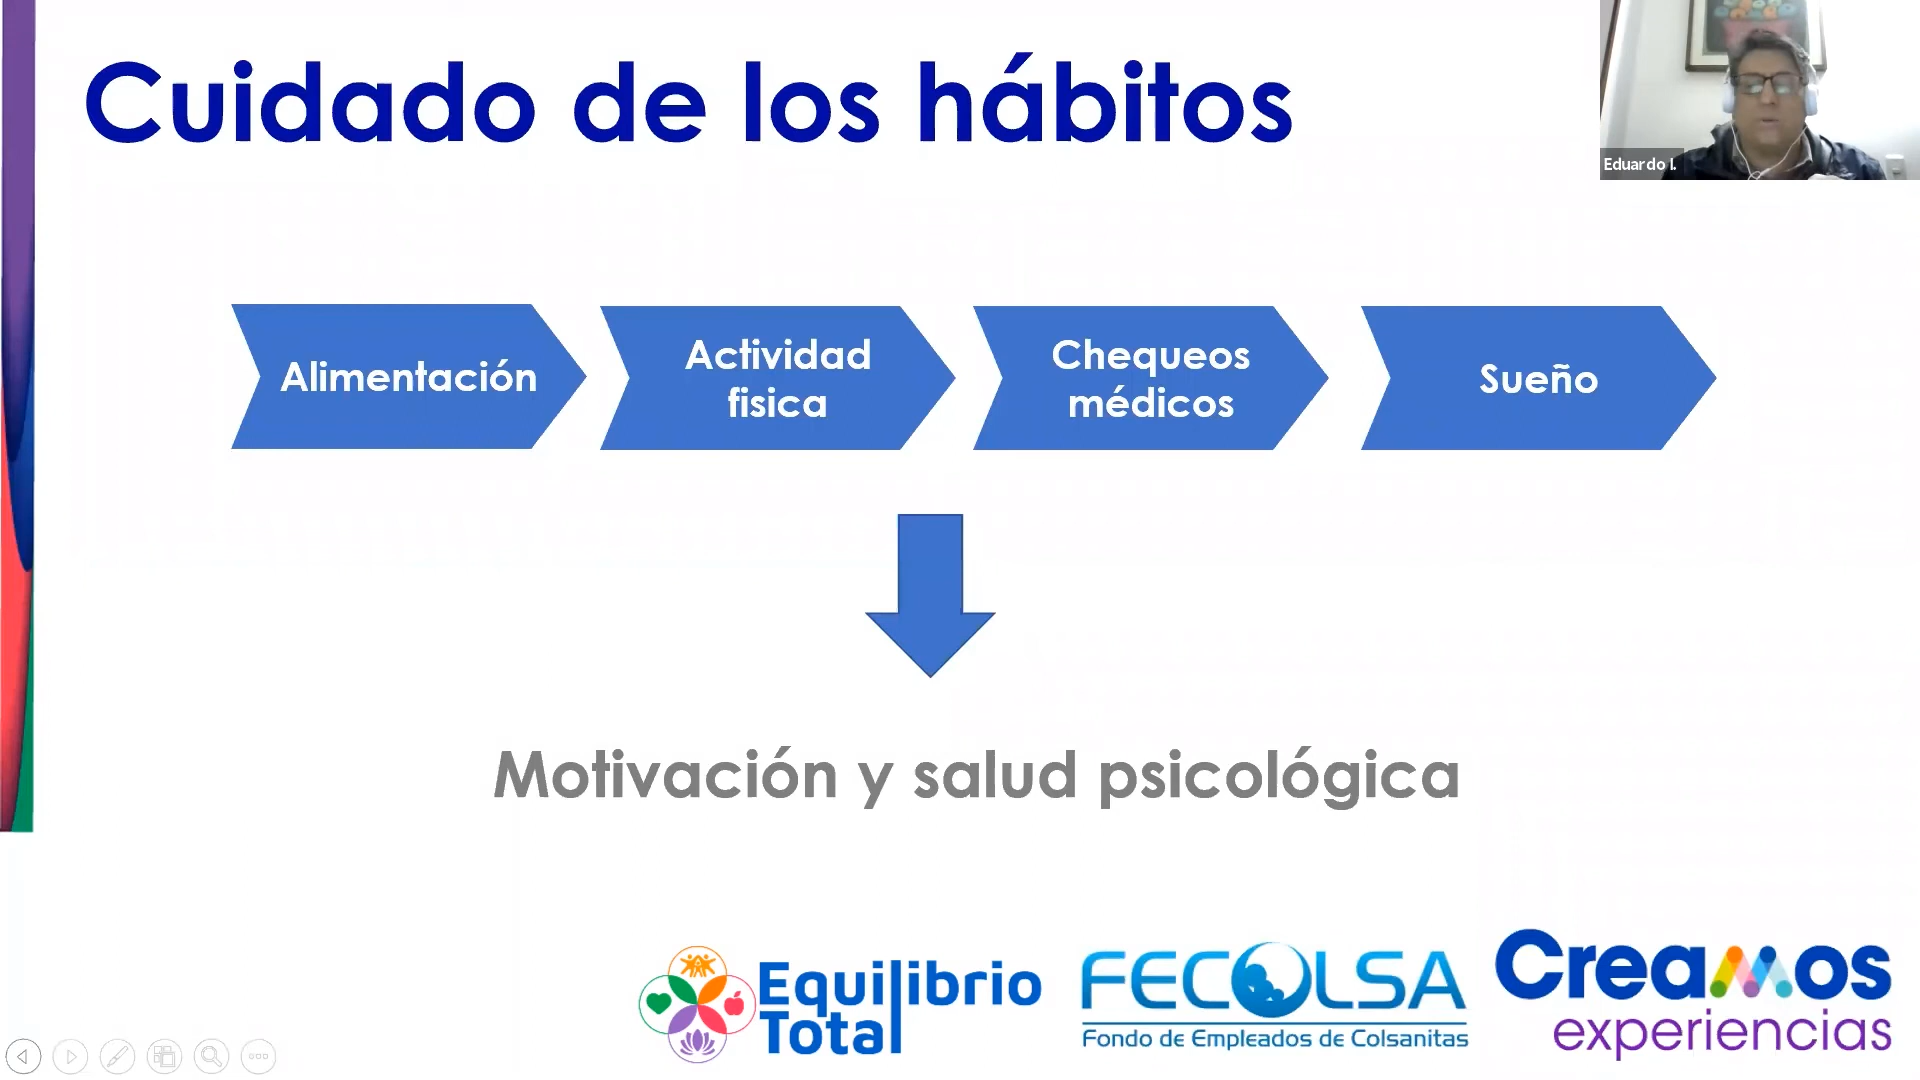 Cuidado de los hábitos
Eduardo I.
Alimentación
Actividad
fisica
Chequeos
médicos
Sueño
Motivación y salud psicológica
Equilibrio
Total
FECOLSA
Fondo de Empleados de Colsanitas
Creamos
experiencias